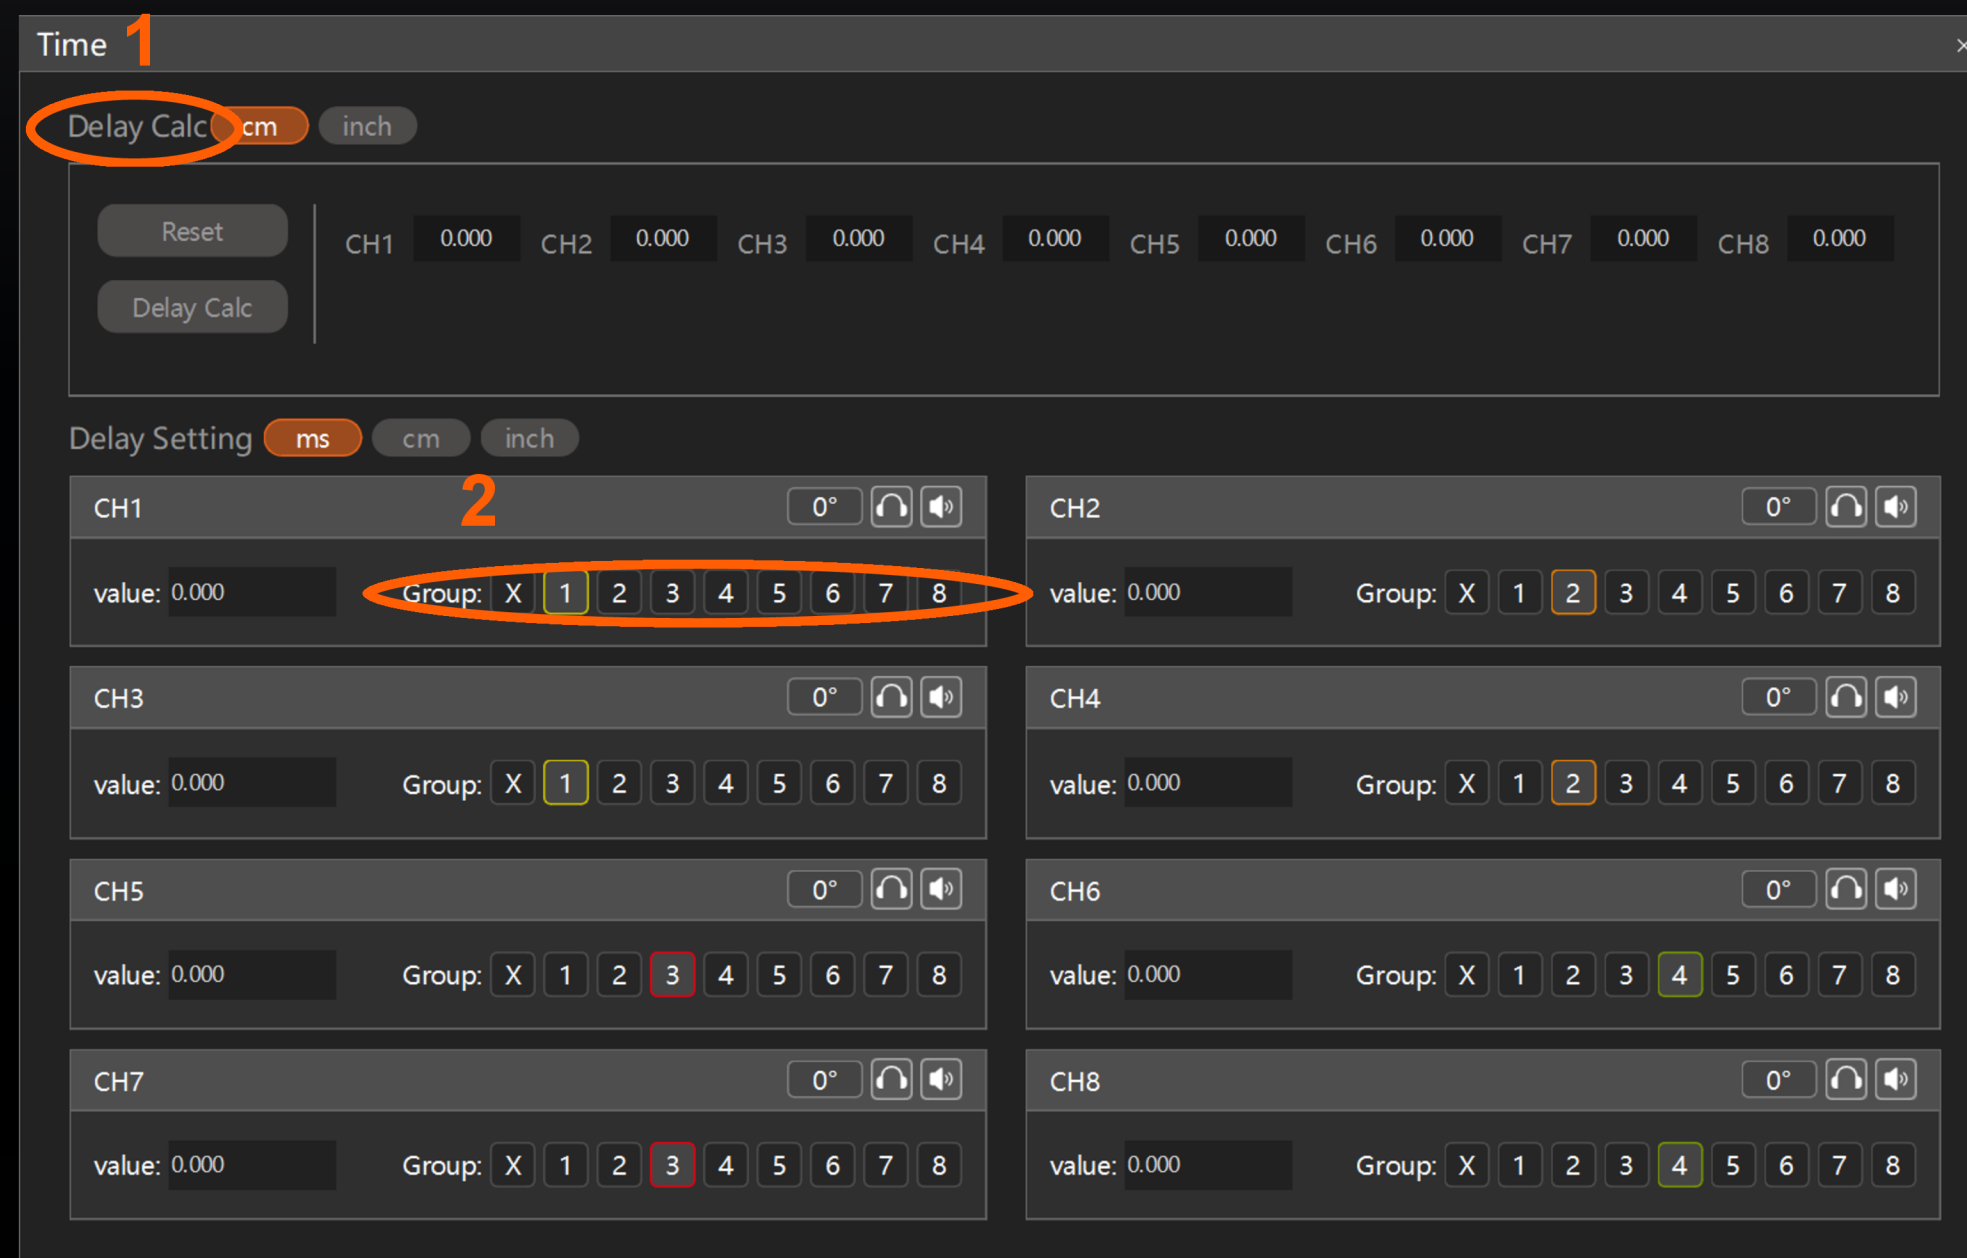 Time 1 ×
Delay Calc cm inch
Reset
CH1 0.000 CH2 0.000 CH3 0.000 CH4 0.000 CH5 0.000 CH6 0.000 CH7 0.000 CH8 0.000
Delay Calc
Delay Setting ms cm inch
2
CH1 0°
value: 0.000 Group: X 1 2 3 4 5 6 7 8
CH2 0°
value: 0.000 Group: X 1 2 3 4 5 6 7 8
CH3 0°
value: 0.000 Group: X 1 2 3 4 5 6 7 8
CH4 0°
value: 0.000 Group: X 1 2 3 4 5 6 7 8
CH5 0°
value: 0.000 Group: X 1 2 3 4 5 6 7 8
CH6 0°
value: 0.000 Group: X 1 2 3 4 5 6 7 8
CH7 0°
value: 0.000 Group: X 1 2 3 4 5 6 7 8
CH8 0°
value: 0.000 Group: X 1 2 3 4 5 6 7 8